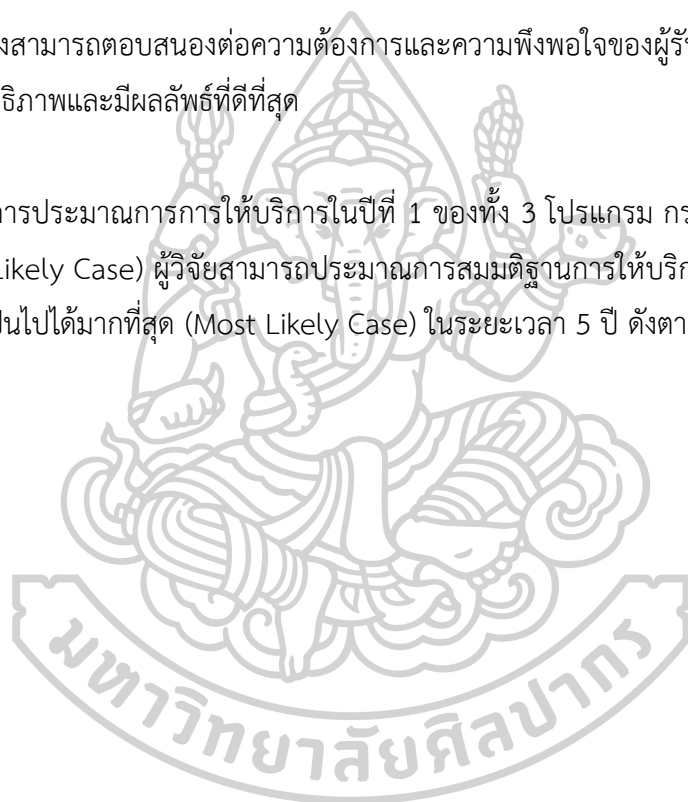 งสามารถตอบสนองต่อความต้องการและความพึงพอใจของผู้รับ
ธิภาพและมีผลลัพธ์ที่ดีที่สุด
การประมาณการการให้บริการในปีที่ 1 ของทั้ง 3 โปรแกรม กร
Likely Case) ผู้วิจัยสามารถประมาณการสมมติฐานการให้บริก
ป็นไปได้มากที่สุด (Most Likely Case) ในระยะเวลา 5 ปี ดังตา
มหาวิทยาลัยศิลปากร